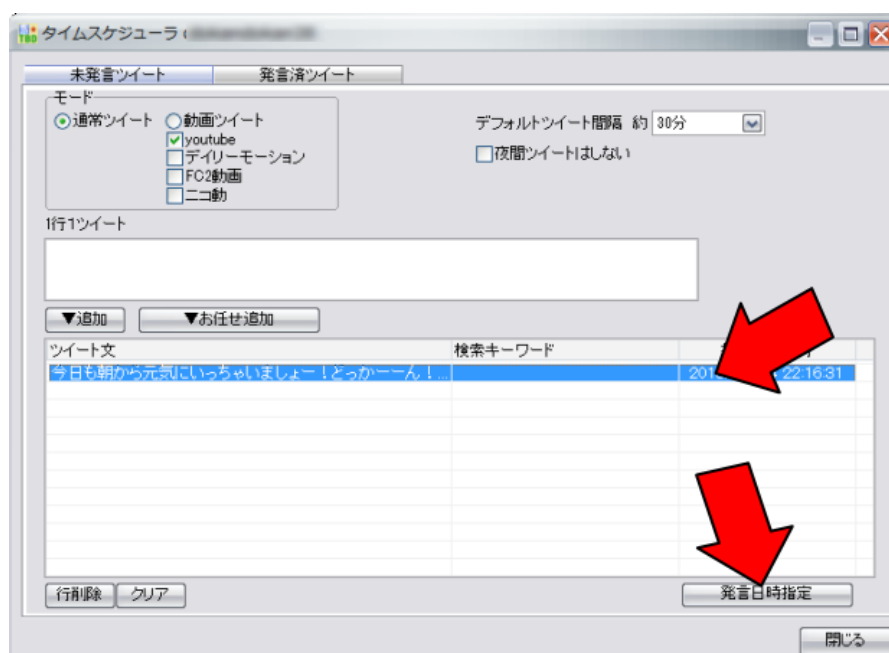 タイムスケジューラ (
未発言ツイート 発言済ツイート
モード
通常ツイート 動画ツイート
youtube
デイリーモーション
FC2動画
ニコ動
デフォルトツイート間隔 約 30分
夜間ツイートはしない
1行1ツイート
▼追加 ▼お任せ追加
ツイート文 検索キーワード
今日も朝から元気にいっちゃいましょー！どっかーーん！... 22:16:31
行削除 クリア 発言日時指定
閉じる